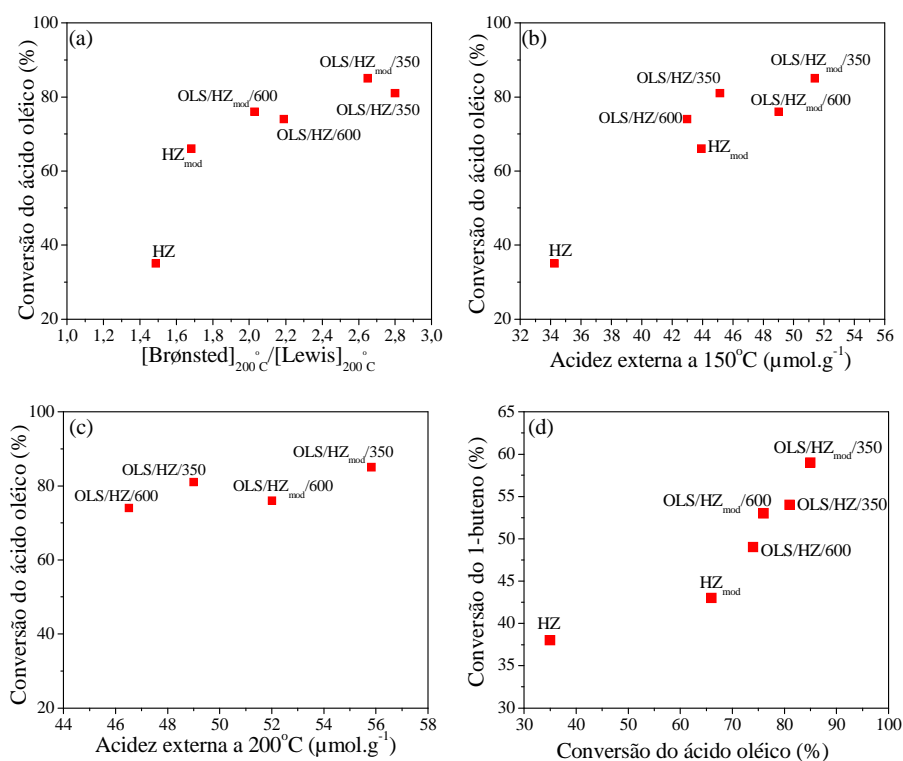 (a)
Conversão do ácido oléico (%)
100
80
60
40
20
OLS/HZmod/350
OLS/HZmod/600
OLS/HZ/350
OLS/HZ/600
HZmod
HZ
1,0 1,2 1,4 1,6 1,8 2,0 2,2 2,4 2,6 2,8 3,0
[Brønsted]200°C/[Lewis]200°C
(b)
Conversão do ácido oléico (%)
100
80
60
40
20
OLS/HZmod/350
OLS/HZ/350
OLS/HZmod/600
OLS/HZ/600
HZmod
HZ
32 34 36 38 40 42 44 46 48 50 52 54 56
Acidez externa a 150°C (µmol.g-1)
(c)
Conversão do ácido oléico (%)
100
80
60
40
20
OLS/HZmod/350
OLS/HZ/350
OLS/HZ/600
OLS/HZmod/600
44 46 48 50 52 54 56 58
Acidez externa a 200°C (µmol.g-1)
(d)
Conversão do 1-buteno (%)
65
60
55
50
45
40
35
30
OLS/HZmod/350
OLS/HZmod/600
OLS/HZ/350
OLS/HZ/600
HZmod
HZ
30 40 50 60 70 80 90 100
Conversão do ácido oléico (%)